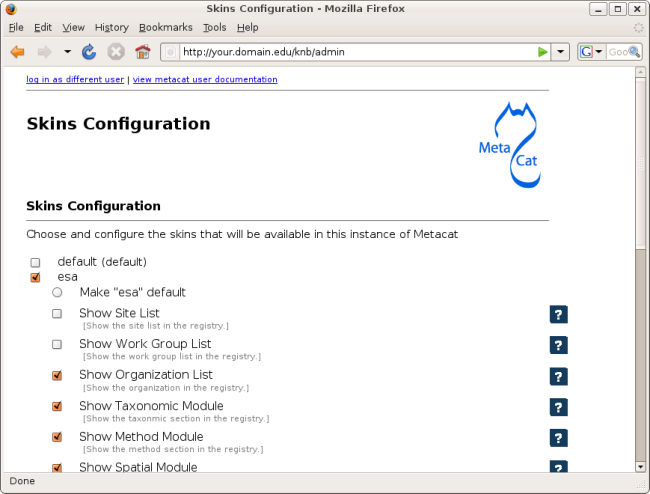 Skins Configuration - Mozilla Firefox
File Edit View History Bookmarks Tools Help
http://your.domain.edu/knb/admin
G Goo
log in as different user | view metacat user documentation
Skins Configuration
Meta
Cat
Skins Configuration
Choose and configure the skins that will be available in this instance of Metacat
default (default)
esa
Make "esa" default
Show Site List ?
[Show the site list in the registry.]
Show Work Group List ?
[Show the work group list in the registry.]
Show Organization List ?
[Show the organization in the registry.]
Show Taxonomic Module ?
[Show the taxonmic section in the registry.]
Show Method Module ?
[Show the method section in the registry.]
Show Spatial Module ?
Done